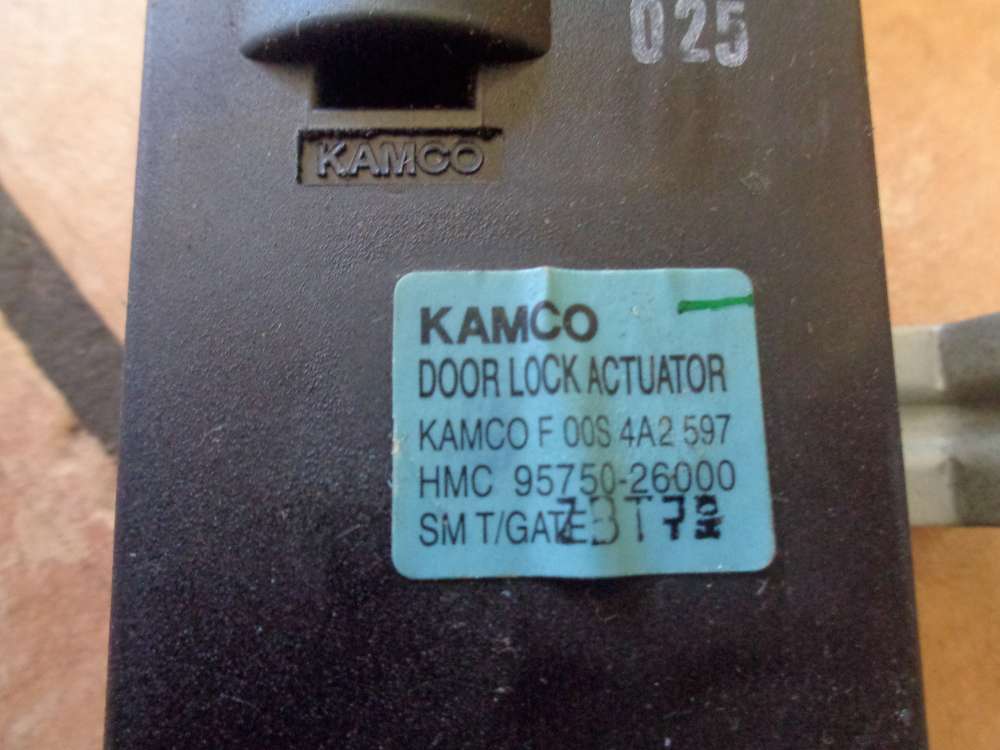 025
KAMCO
KAMCO
DOOR LOCK ACTUATOR
KAMCO F 00S 4A2 597
HMC 95750-26000
SM T/GATE